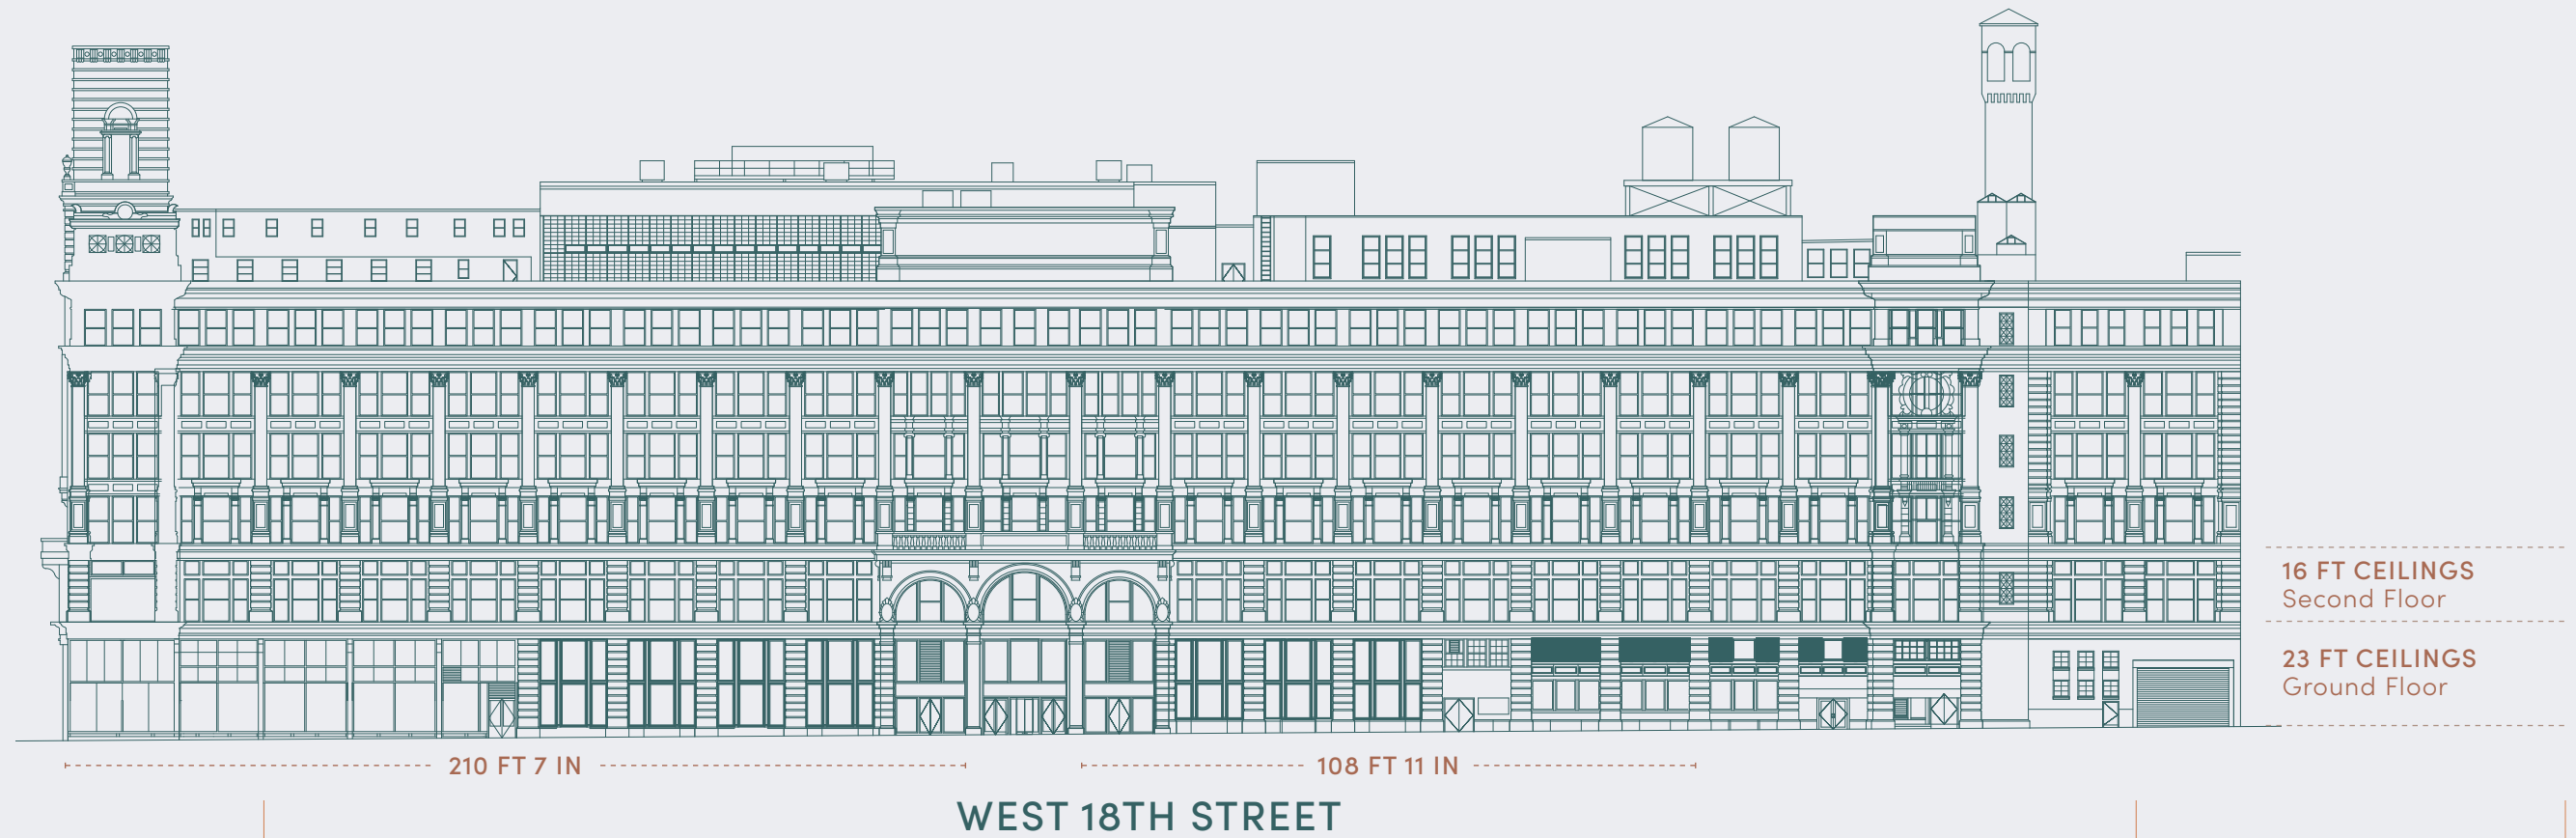 16 FT CEILINGS
Second Floor
23 FT CEILINGS
Ground Floor
210 FT 7 IN
108 FT 11 IN
WEST 18TH STREET